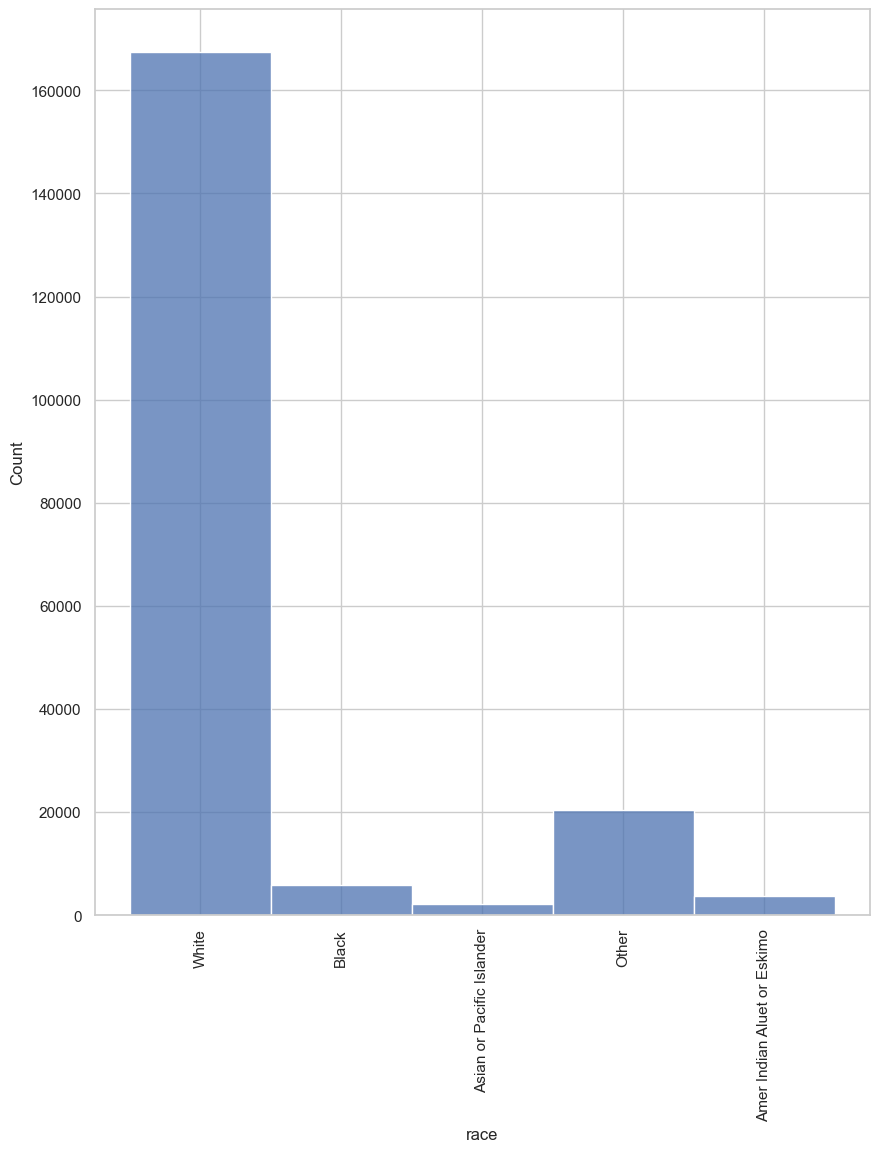 160000
140000
120000
100000
80000
60000
40000
20000
0
Count
White
Black
Asian or Pacific Islander
Other
Amer Indian Aluet or Eskimo
race